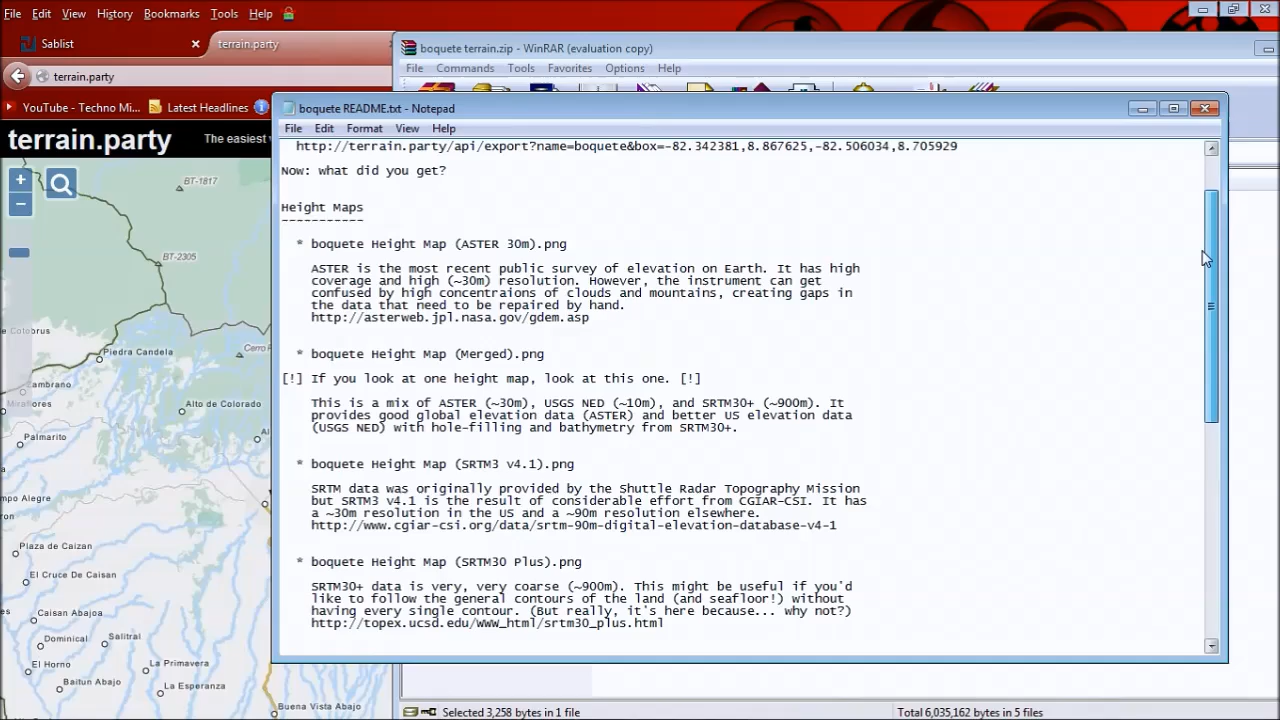 File Edit View History Bookmarks Tools Help
Sablist
terrain.party
terrain.party
YouTube - Techno Mi... Latest Headlines
terrain.party The easiest
BT-1817
BT-2305
Piedra Candela
Cerro
Alto de Colorado
Palmarito
Plaza de Caizan
El Cruce De Caisan
Caisan Abajoa
Dominical Salitral
El Horno La Primavera
Baitun Abajo La Esperanza
Buena Vista Abajo
boquete terrain.zip - WinRAR (evaluation copy)
File Commands Tools Favorites Options Help
boquete README.txt - Notepad
File Edit Format View Help
http://terrain.party/api/export?name=boquete&box=-82.342381,8.867625,-82.506034,8.705929
Now: what did you get?
Height Maps
-----------
* boquete Height Map (ASTER 30m).png
ASTER is the most recent public survey of elevation on Earth. It has high
coverage and high (~30m) resolution. However, the instrument can get
confused by high concentraions of clouds and mountains, creating gaps in
the data that need to be repaired by hand.
http://asterweb.jpl.nasa.gov/gdem.asp
* boquete Height Map (Merged).png
[!] If you look at one height map, look at this one. [!]
This is a mix of ASTER (~30m), USGS NED (~10m), and SRTM30+ (~900m). It
provides good global elevation data (ASTER) and better US elevation data
(USGS NED) with hole-filling and bathymetry from SRTM30+.
* boquete Height Map (SRTM3 v4.1).png
SRTM data was originally provided by the Shuttle Radar Topography Mission
but SRTM3 v4.1 is the result of considerable effort from CGIAR-CSI. It has
a ~30m resolution in the US and a ~90m resolution elsewhere.
http://www.cgiar-csi.org/data/srtm-90m-digital-elevation-database-v4-1
* boquete Height Map (SRTM30 Plus).png
SRTM30+ data is very, very coarse (~900m). This might be useful if you'd
like to follow the general contours of the land (and seafloor!) without
having every single contour. (But really, it's here because... why not?)
http://topex.ucsd.edu/WWW_html/srtm30_plus.html
Selected 3,258 bytes in 1 file Total 6,035,162 bytes in 5 files